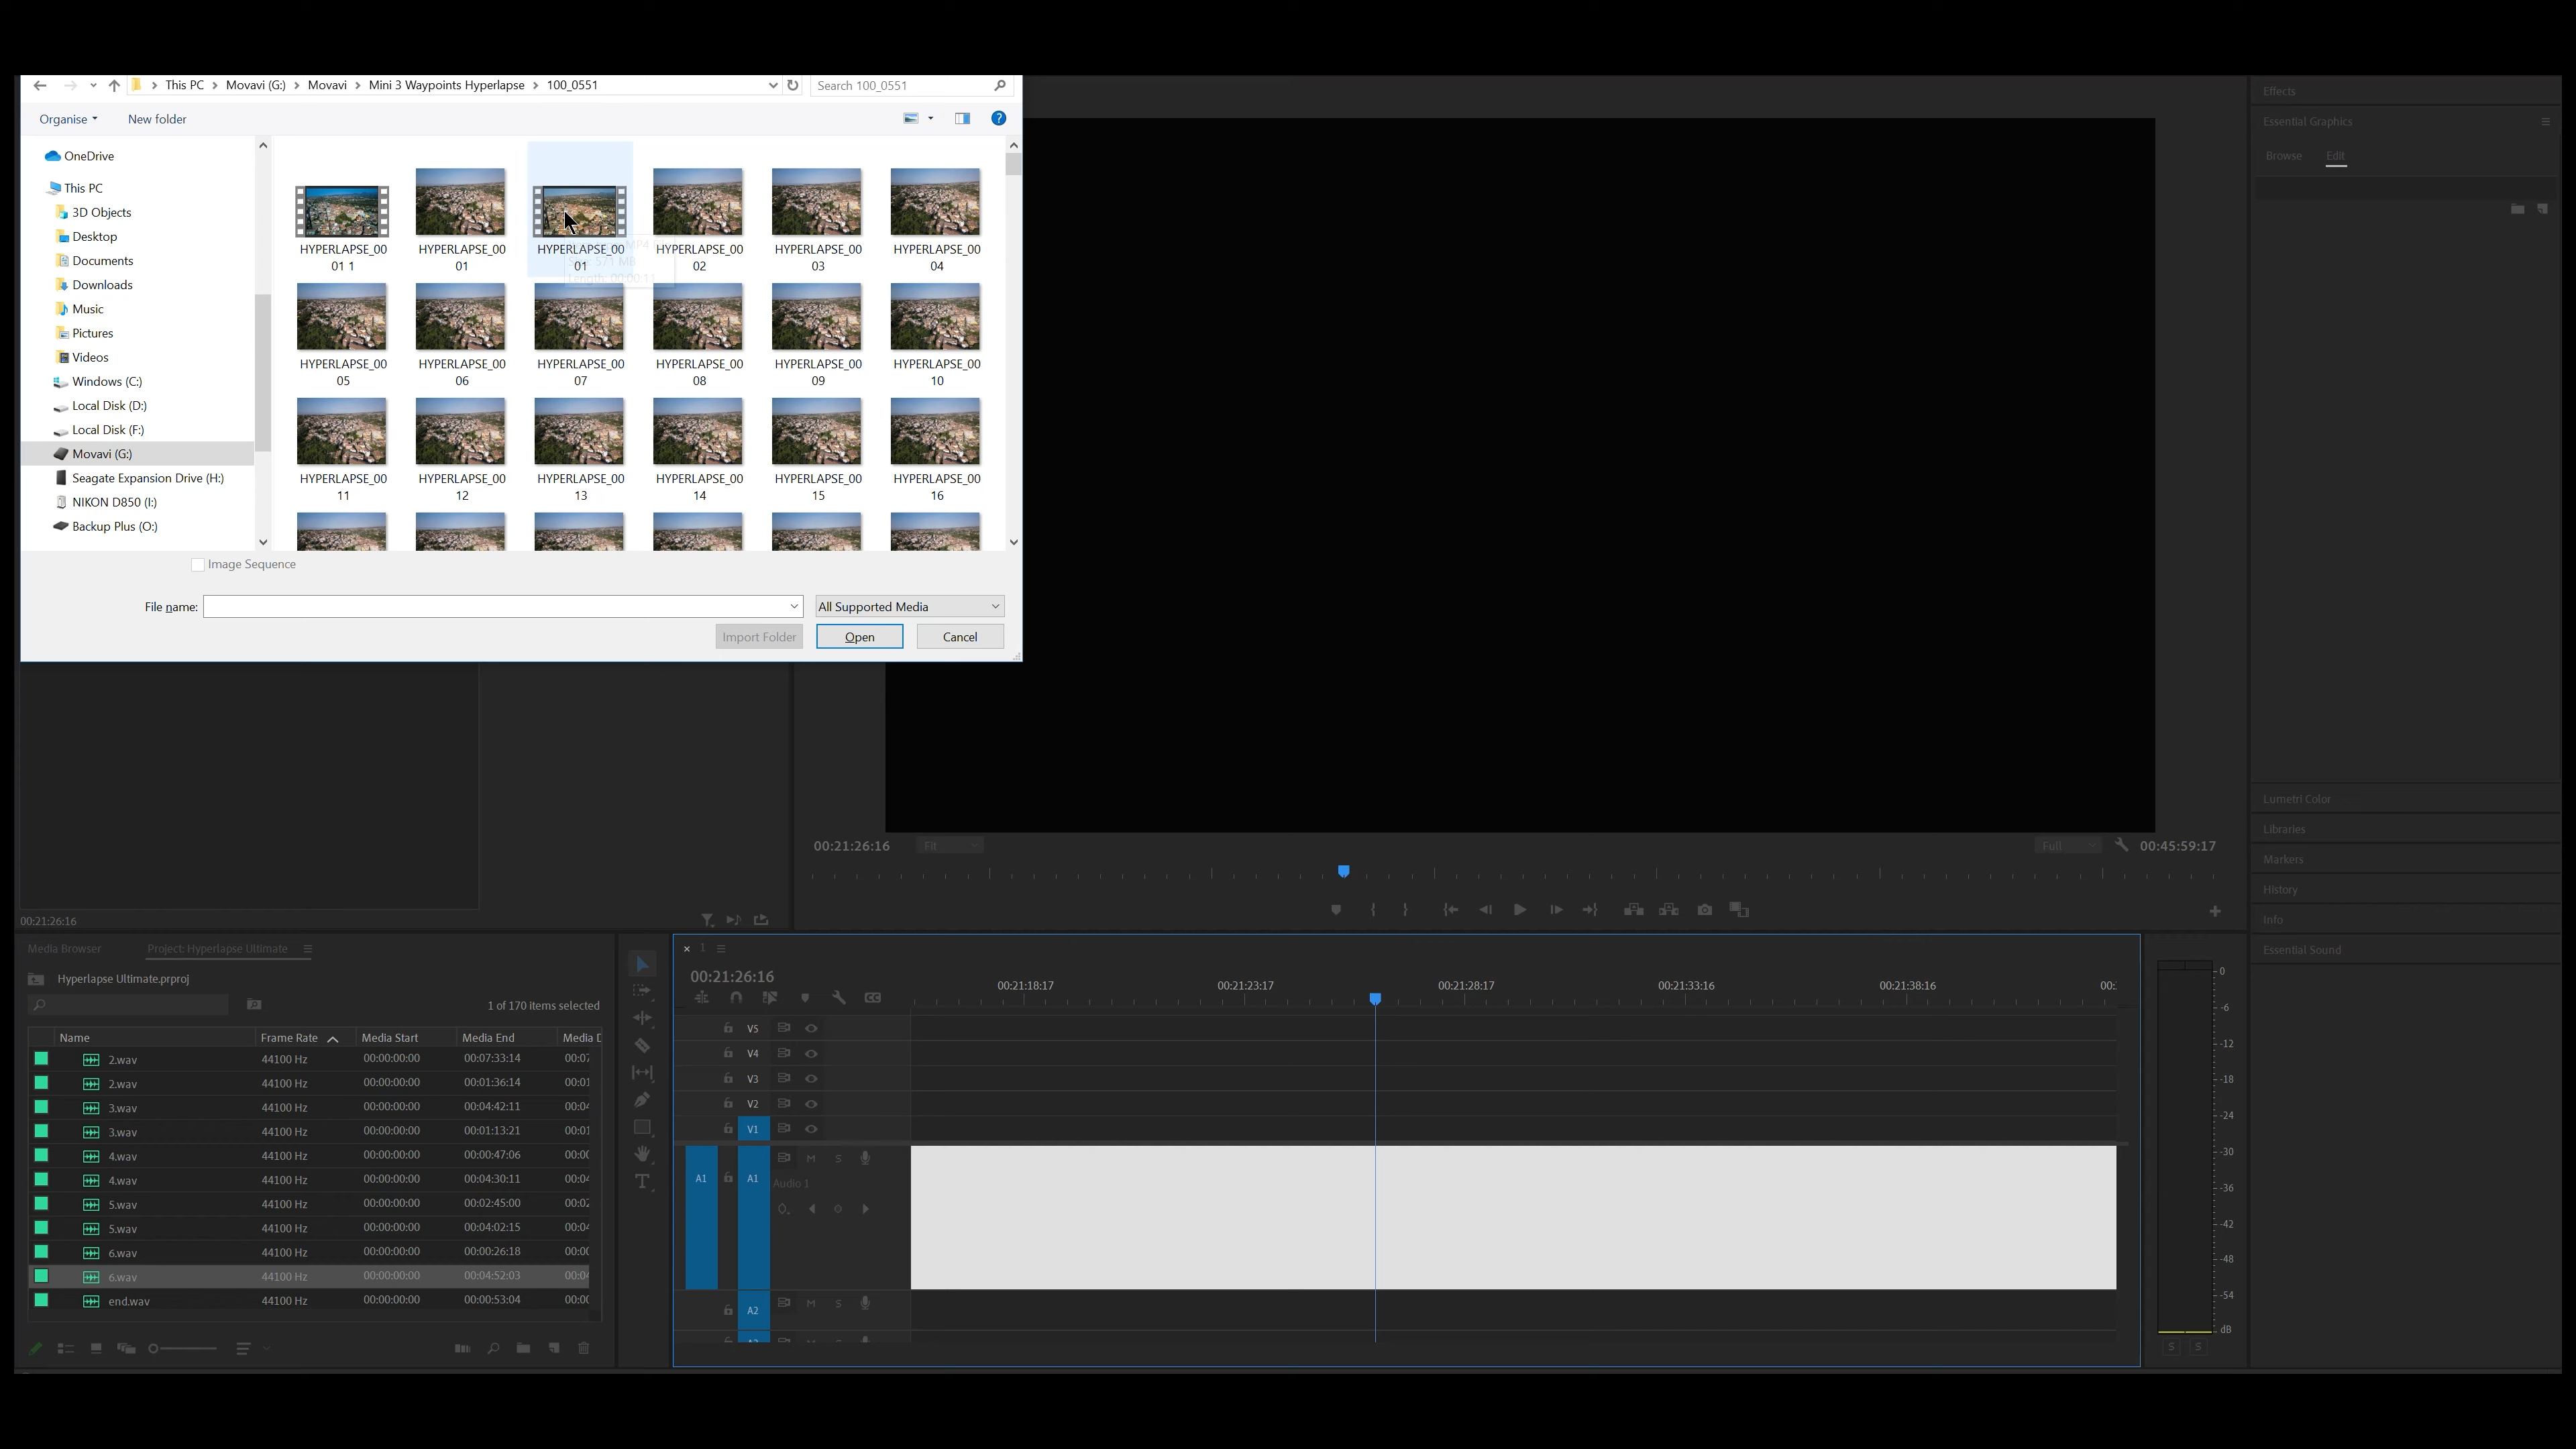 This PC > Movavi (G:) > Movavi > Mini 3 Waypoints Hyperlapse > 100_0551
Search 100_0551
Organise
New folder
OneDrive
This PC
3D Objects
Desktop
Documents
Downloads
Music
Pictures
Videos
Windows (C:)
Local Disk (D:)
Local Disk (F:)
Movavi (G:)
Seagate Expansion Drive (H:)
NIKON D850 (I:)
Backup Plus (O:)
HYPERLAPSE_00
01 1
HYPERLAPSE_00
01
HYPERLAPSE_00
01
HYPERLAPSE_00
02
HYPERLAPSE_00
03
HYPERLAPSE_00
04
MP4
Size: 571 MB
Length: 00:00:11
HYPERLAPSE_00
05
HYPERLAPSE_00
06
HYPERLAPSE_00
07
HYPERLAPSE_00
08
HYPERLAPSE_00
09
HYPERLAPSE_00
10
HYPERLAPSE_00
11
HYPERLAPSE_00
12
HYPERLAPSE_00
13
HYPERLAPSE_00
14
HYPERLAPSE_00
15
HYPERLAPSE_00
16
Image Sequence
File name:
All Supported Media
Import Folder
Open
Cancel
Effects
Essential Graphics
Browse
Edit
Lumetri Color
Libraries
Markers
History
Info
Essential Sound
00:21:26:16
Fit
Full
00:45:59:17
00:21:26:16
Media Browser
Project: Hyperlapse Ultimate
Hyperlapse Ultimate.prproj
1 of 170 items selected
Name Frame Rate Media Start Media End Media D
2.wav 44100 Hz 00:00:00:00 00:07:33:14 00:07
2.wav 44100 Hz 00:00:00:00 00:01:36:14 00:01
3.wav 44100 Hz 00:00:00:00 00:04:42:11 00:04
3.wav 44100 Hz 00:00:00:00 00:01:13:21 00:01
4.wav 44100 Hz 00:00:00:00 00:00:47:06 00:00
4.wav 44100 Hz 00:00:00:00 00:04:30:11 00:04
5.wav 44100 Hz 00:00:00:00 00:02:45:00 00:02
5.wav 44100 Hz 00:00:00:00 00:04:02:15 00:04
6.wav 44100 Hz 00:00:00:00 00:00:26:18 00:00
6.wav 44100 Hz 00:00:00:00 00:04:52:03 00:04
end.wav 44100 Hz 00:00:00:00 00:00:53:04 00:00
× 1
00:21:26:16
00:21:18:17
00:21:23:17
00:21:28:17
00:21:33:16
00:21:38:16
00:
V5
V4
V3
V2
V1
A1
A1
M S
Audio 1
A2
M S
0
-6
-12
-18
-24
-30
-36
-42
-48
-54
dB
S S